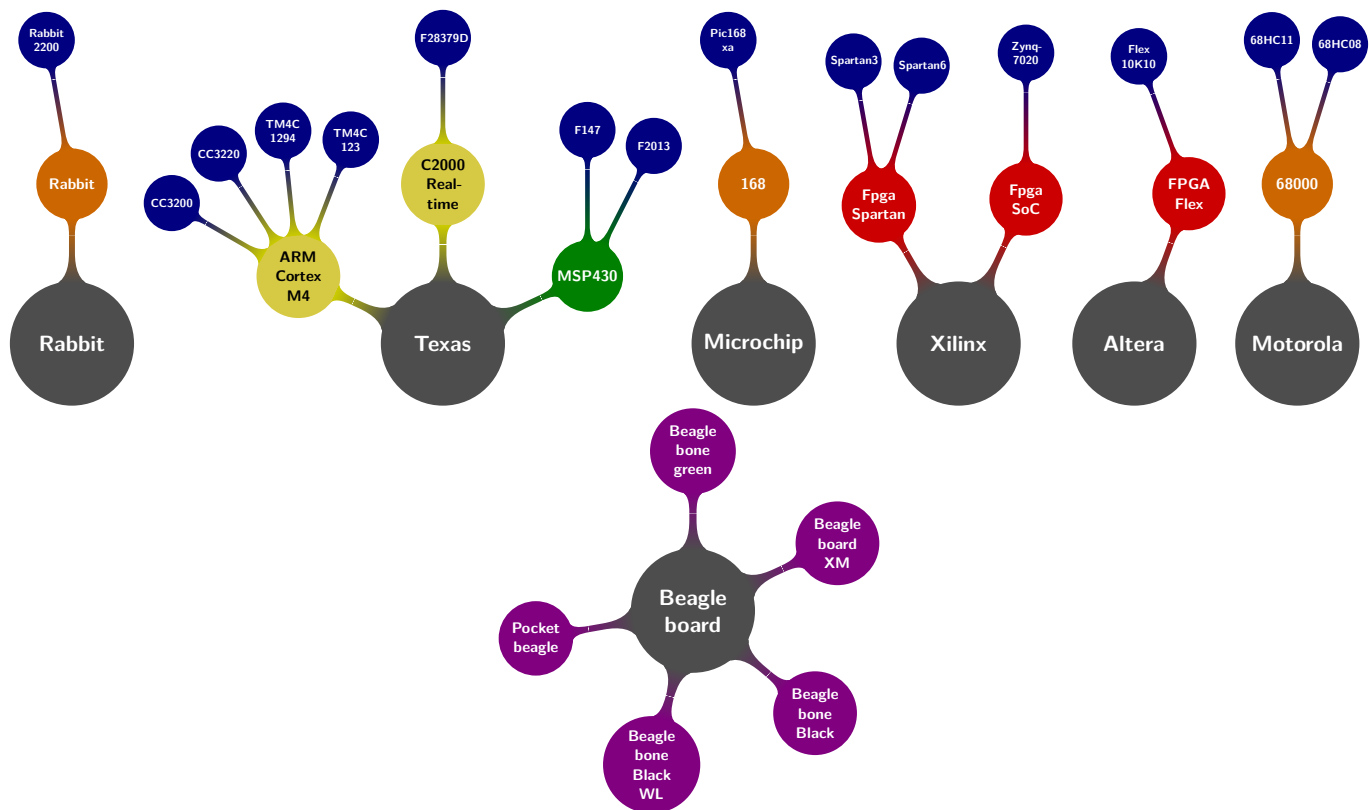 Rabbit
2200
Rabbit
Rabbit
CC3200
CC3220
TM4C
1294
TM4C
123
ARM
Cortex
M4
F28379D
C2000
Real-
time
F147
F2013
MSP430
Texas
Pic168
xa
168
Microchip
Spartan3
Spartan6
Fpga
Spartan
Zynq-
7020
Fpga
SoC
Xilinx
Flex
10K10
FPGA
Flex
Altera
68HC11
68HC08
68000
Motorola
Beagle
bone
green
Beagle
board
XM
Beagle
board
Pocket
beagle
Beagle
bone
Black
Beagle
bone
Black
WL